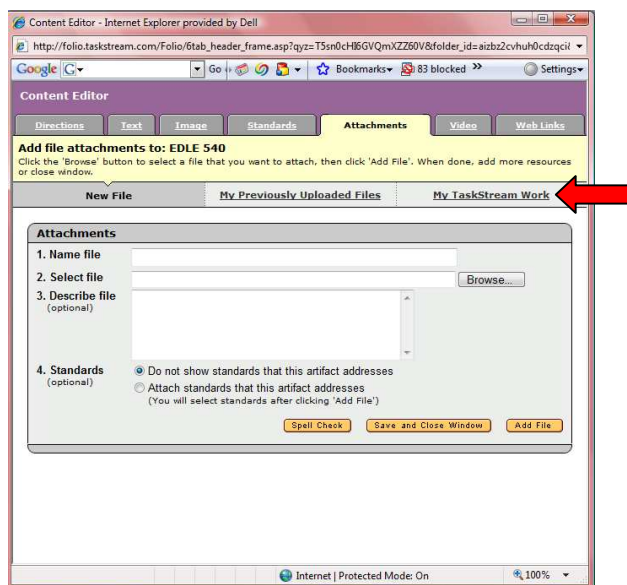 Content Editor - Internet Explorer provided by Dell
http://folio.taskstream.com/Folio/6tab_header_frame.asp?qyz=T5sn0cHI6GVQmXZZ60V&folder_id=aizbz2cvhuh0cdzqci
Google G Go Bookmarks 83 blocked >> Settings
Content Editor
Directions Text Image Standards Attachments Video Web Links
Add file attachments to: EDLE 540
Click the 'Browse' button to select a file that you want to attach, then click 'Add File'. When done, add more resources
or close window.
New File My Previously Uploaded Files My TaskStream Work
Attachments
1. Name file
2. Select file Browse...
3. Describe file
(optional)
4. Standards Do not show standards that this artifact addresses
(optional) Attach standards that this artifact addresses
(You will select standards after clicking 'Add File')
Spell Check Save and Close Window Add File
Internet | Protected Mode: On 100%